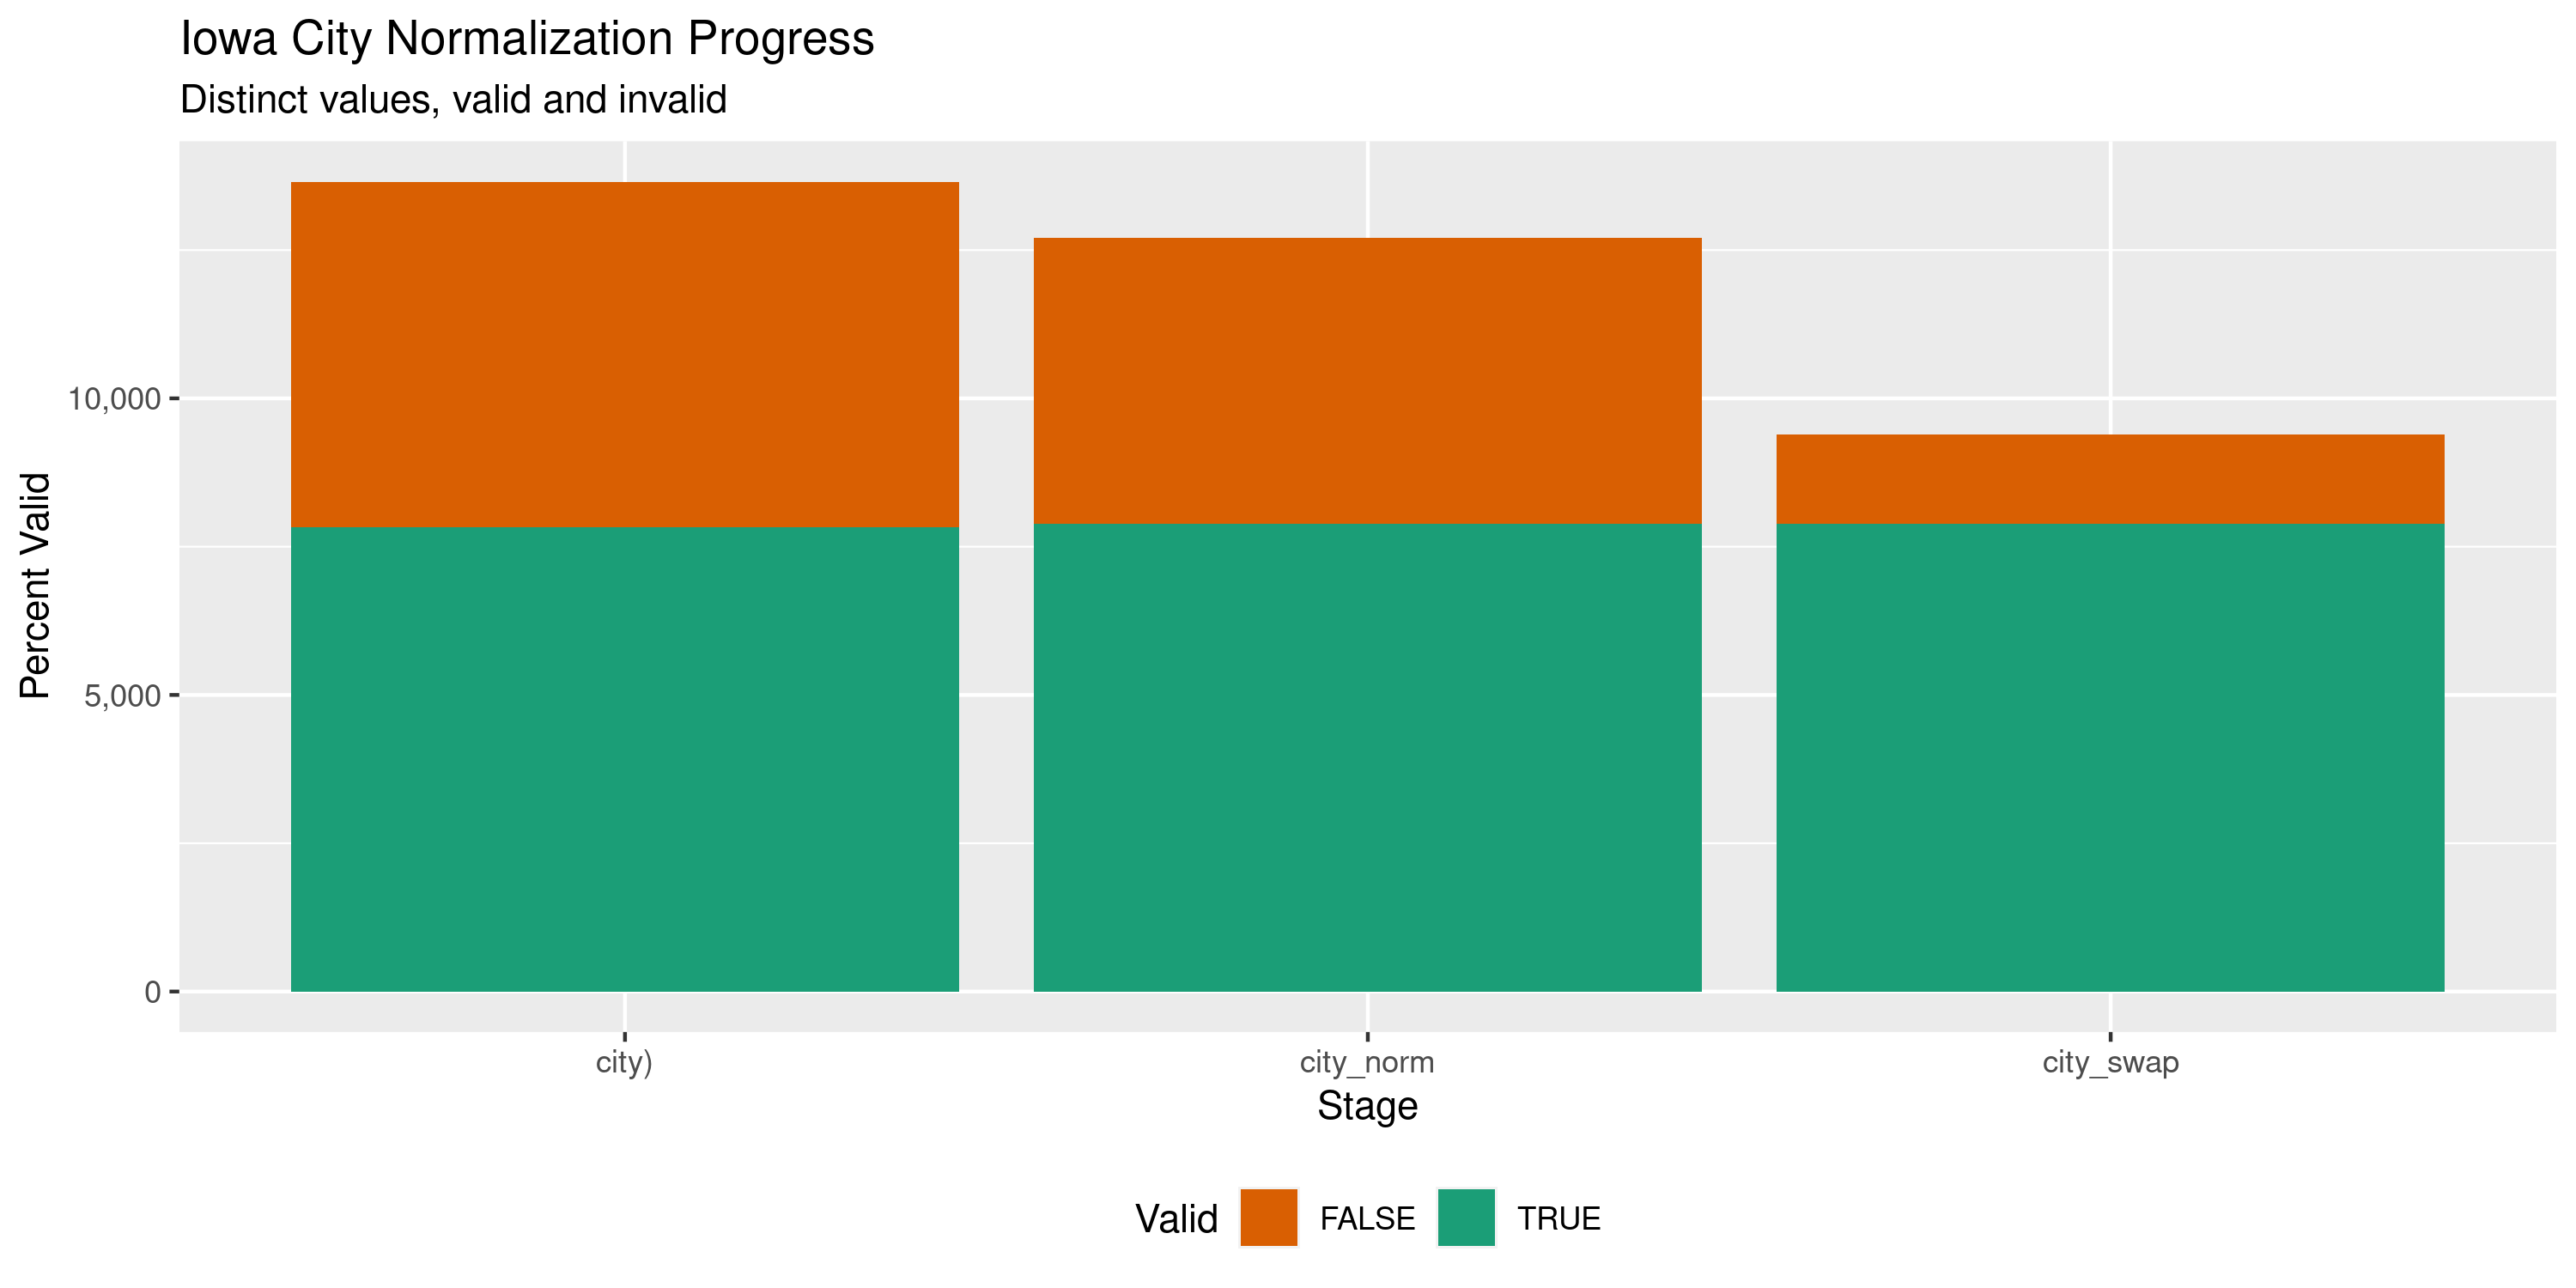 Iowa City Normalization Progress
Distinct values, valid and invalid
Percent Valid
10,000
5,000
0
city)
city_norm
city_swap
Stage
Valid
FALSE
TRUE